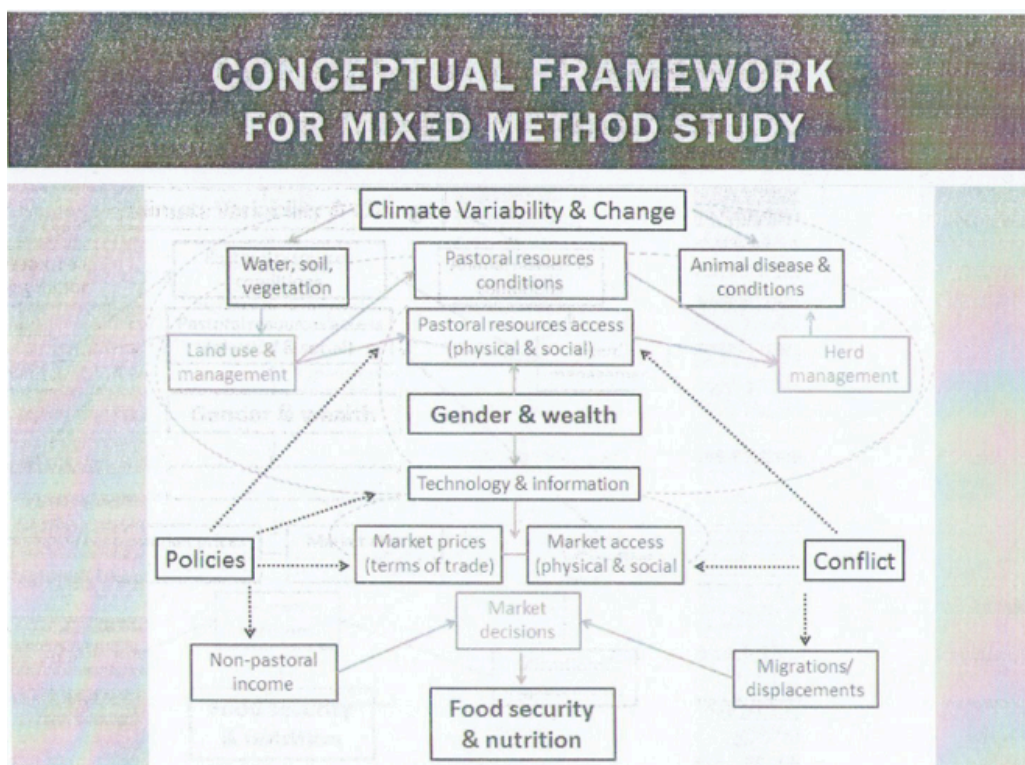 CONCEPTUAL FRAMEWORK
FOR MIXED METHOD STUDY
Climate Variability & Change
Water, soil,
vegetation
Pastoral resources
conditions
Animal disease &
conditions
Land use &
management
Pastoral resources access
(physical & social)
Herd
management
Gender & wealth
Technology & information
Policies
Market prices
(terms of trade)
Market access
(physical & social
Conflict
Market
decisions
Non-pastoral
income
Migrations/
displacements
Food security
& nutrition